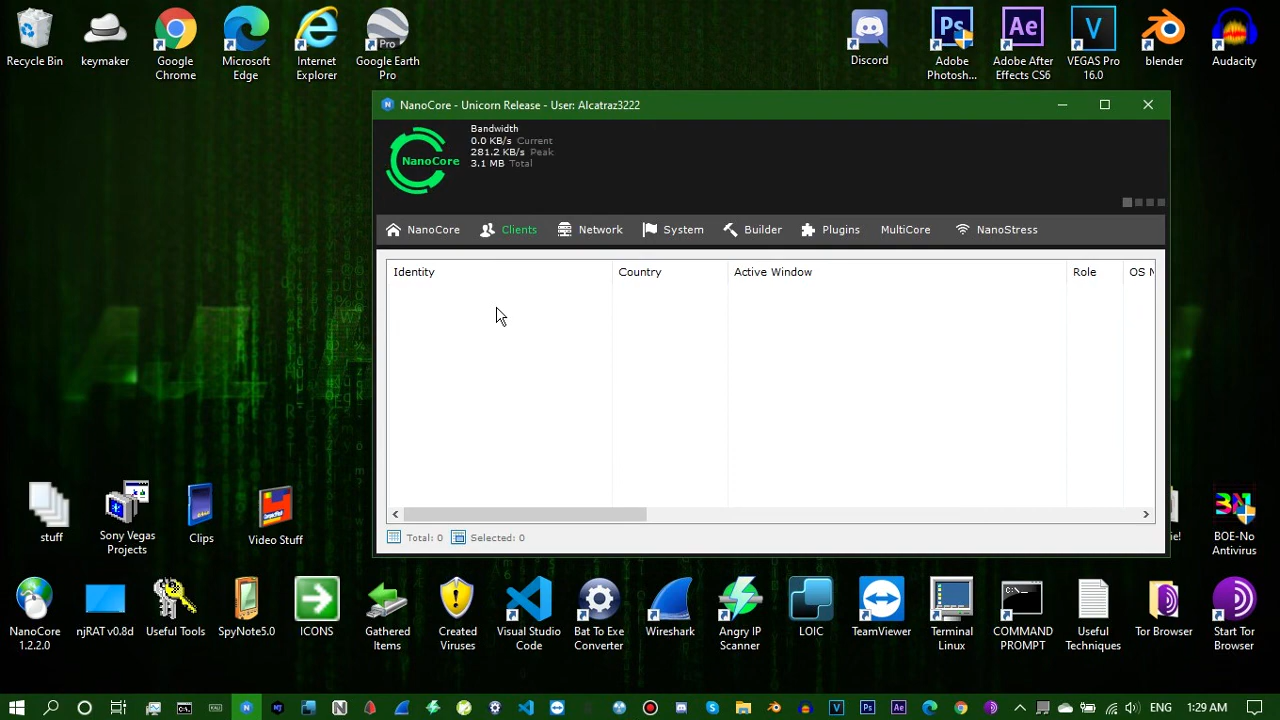 Recycle Bin
keymaker
Google
Chrome
Microsoft
Edge
Internet
Explorer
Pro
Google Earth
Pro
Discord
Ps
Adobe
Photosh...
Ae
Adobe After
Effects CS6
V
VEGAS Pro
16.0
blender
Audacity
NanoCore - Unicorn Release - User: Alcatraz3222
NanoCore
Bandwidth
0.0 KB/s Current
281.2 KB/s Peak
3.1 MB Total
NanoCore
Clients
Network
System
Builder
Plugins
MultiCore
NanoStress
Identity
Country
Active Window
Role
Total: 0
Selected: 0
stuff
Sony Vegas
Projects
Clips
Video Stuff
BOE-No
Antivirus
NanoCore
1.2.2.0
njRAT v0.8d
Useful Tools
SpyNote5.0
ICONS
Gathered
Items
Created
Viruses
Visual Studio
Code
Bat To Exe
Converter
Wireshark
Angry IP
Scanner
LOIC
TeamViewer
Terminal
Linux
COMMAND
PROMPT
Useful
Techniques
Tor Browser
Start Tor
Browser
ENG
1:29 AM